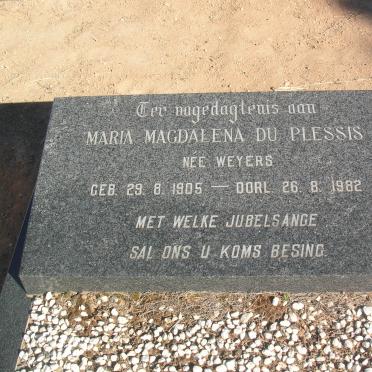 Ter nagedagtenis aan
MARIA MAGDALENA DU PLESSIS
NEE WEYERS
GEB. 29. 8. 1905 — OORL. 26. 8. 1982
MET WELKE JUBELSANGE
SAL ONS U KOMS BESING